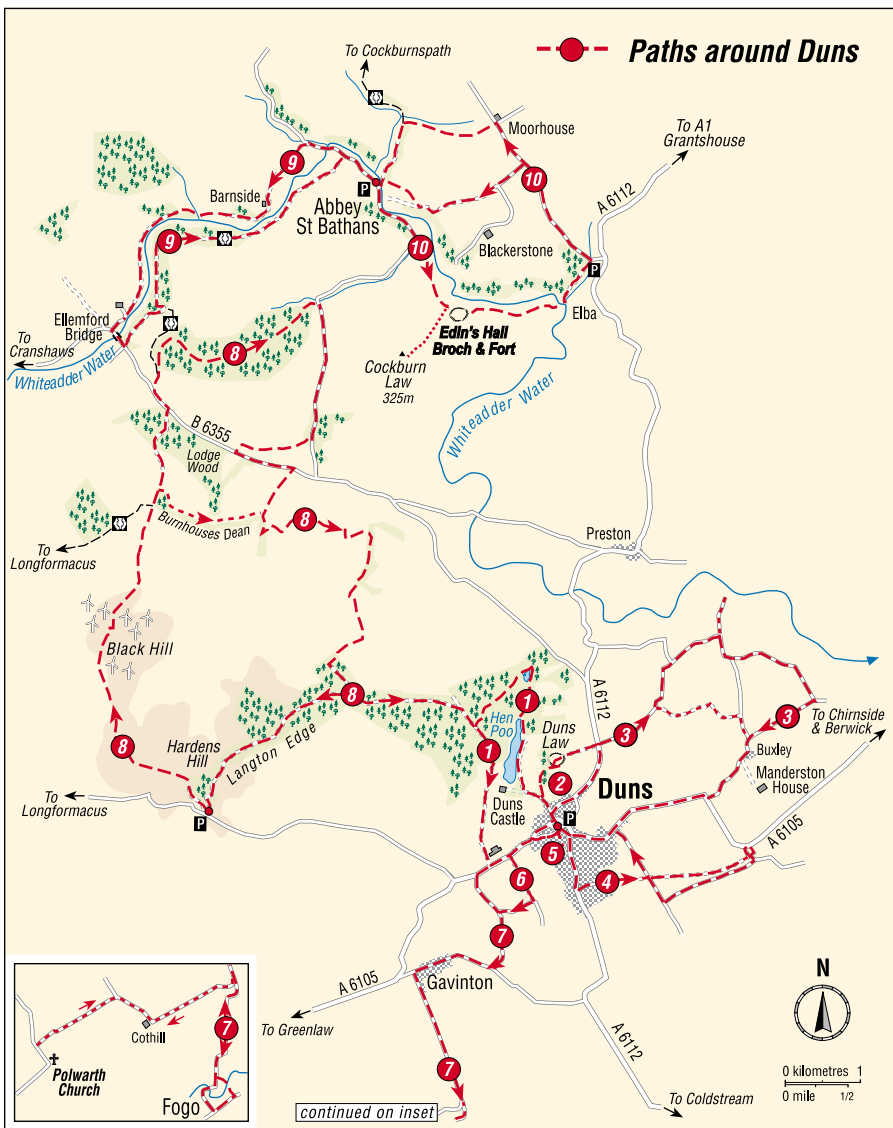 Paths around Duns
To Cockburnspath
Moorhouse
To A1
Grantshouse
A 6112
9
Barnside
P
Abbey
St Bathans
10
9
10
Blackerstone
P
Elba
Ellemford
Bridge
To
Cranshaws
Whiteadder Water
8
Edin's Hall
Broch & Fort
Cockburn
Law
325m
Whiteadder Water
B 6355
Lodge
Wood
Burnhouses Dean
8
To
Longformacus
Preston
Black Hill
8
1
Hen
Poo
Duns
Law
A 6112
3
3
To Chirnside
& Berwick
Buxley
Manderston
House
8
Hardens
Hill
Langton Edge
1
2
Duns
Duns
Castle
P
To
Longformacus
P
5
4
6
A 6105
7
Gavinton
A 6105
To Greenlaw
A 6112
7
continued on inset
To Coldstream
N
0 kilometres 1
0 mile 1/2
Cothill
Polwarth
Church
7
Fogo